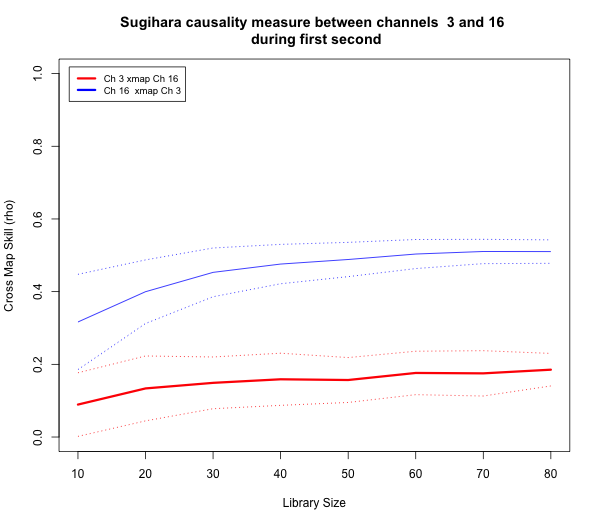 Sugihara causality measure between channels  3 and 16
during first second
Ch 3 xmap Ch 16
Ch 16  xmap Ch 3
Cross Map Skill (rho)
1.0
0.8
0.6
0.4
0.2
0.0
10 20 30 40 50 60 70 80
Library Size